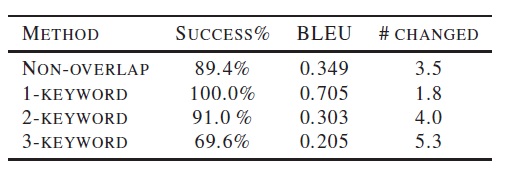 METHOD SUCCESS% BLEU # CHANGED
NON-OVERLAP 89.4% 0.349 3.5
1-KEYWORD 100.0% 0.705 1.8
2-KEYWORD 91.0 % 0.303 4.0
3-KEYWORD 69.6% 0.205 5.3